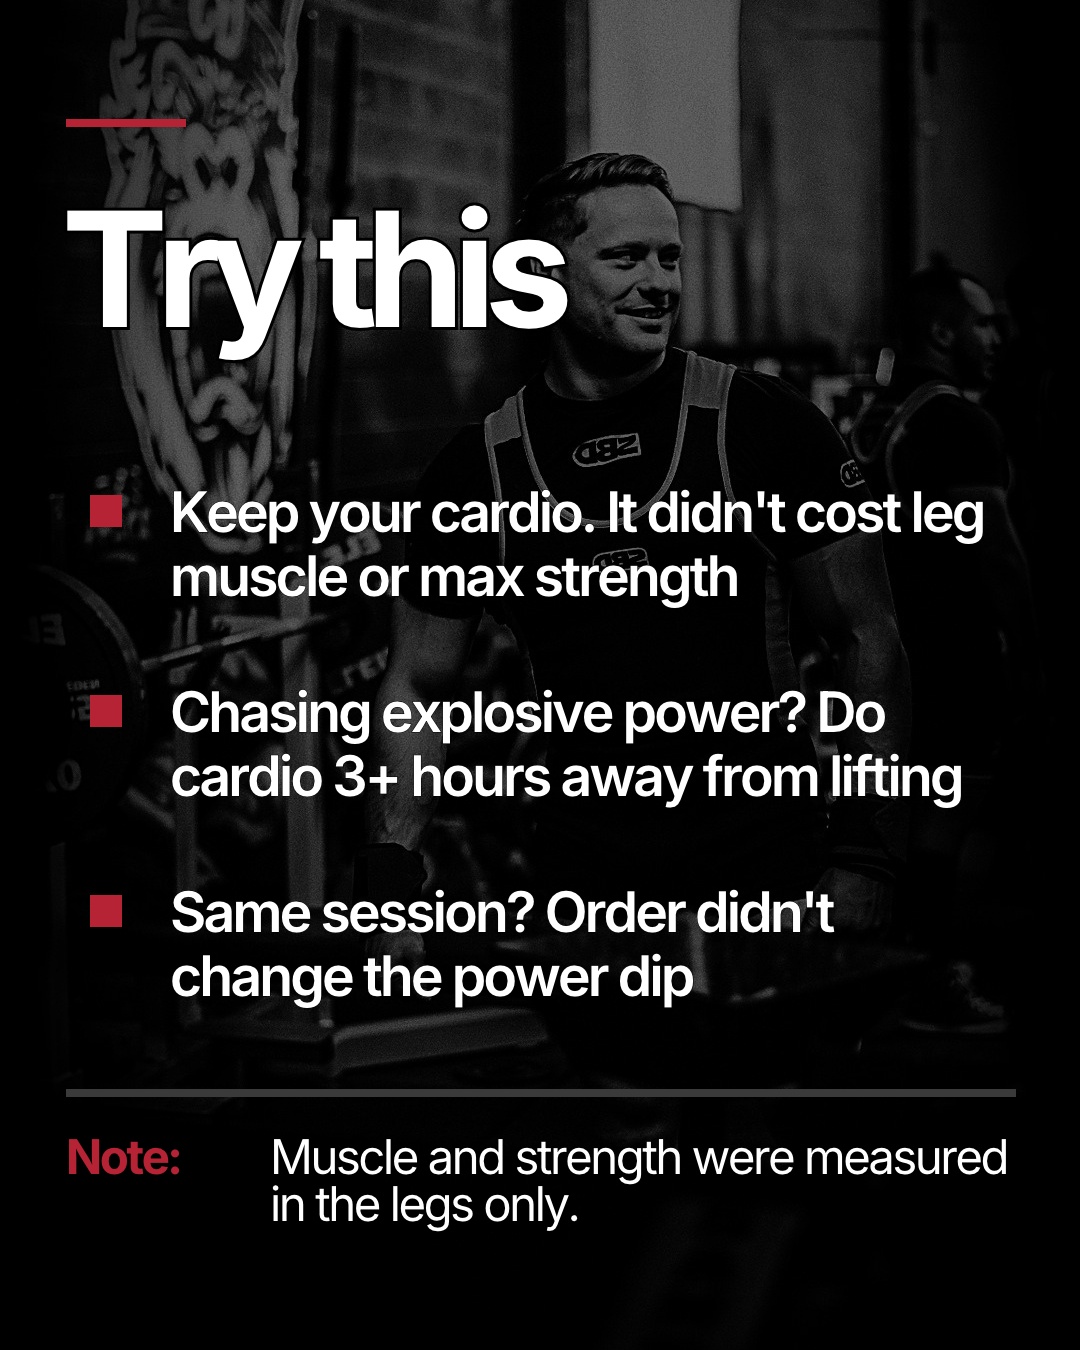 Try this
Keep your cardio. It didn't cost leg
muscle or max strength
Chasing explosive power? Do
cardio 3+ hours away from lifting
Same session? Order didn't
change the power dip
Note: Muscle and strength were measured
in the legs only.